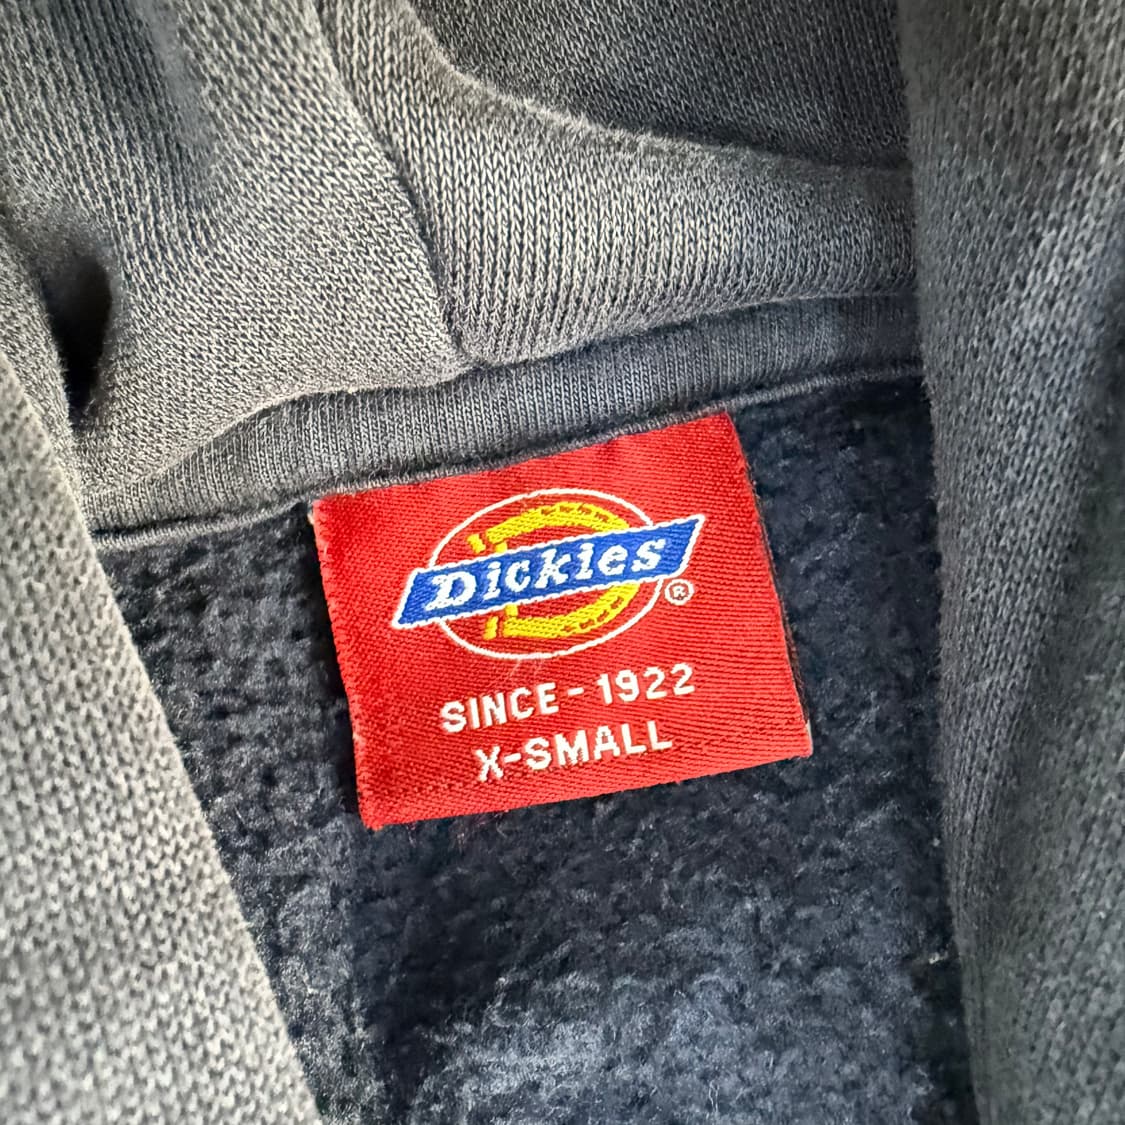 Dickies
®
SINCE - 1922
X-SMALL